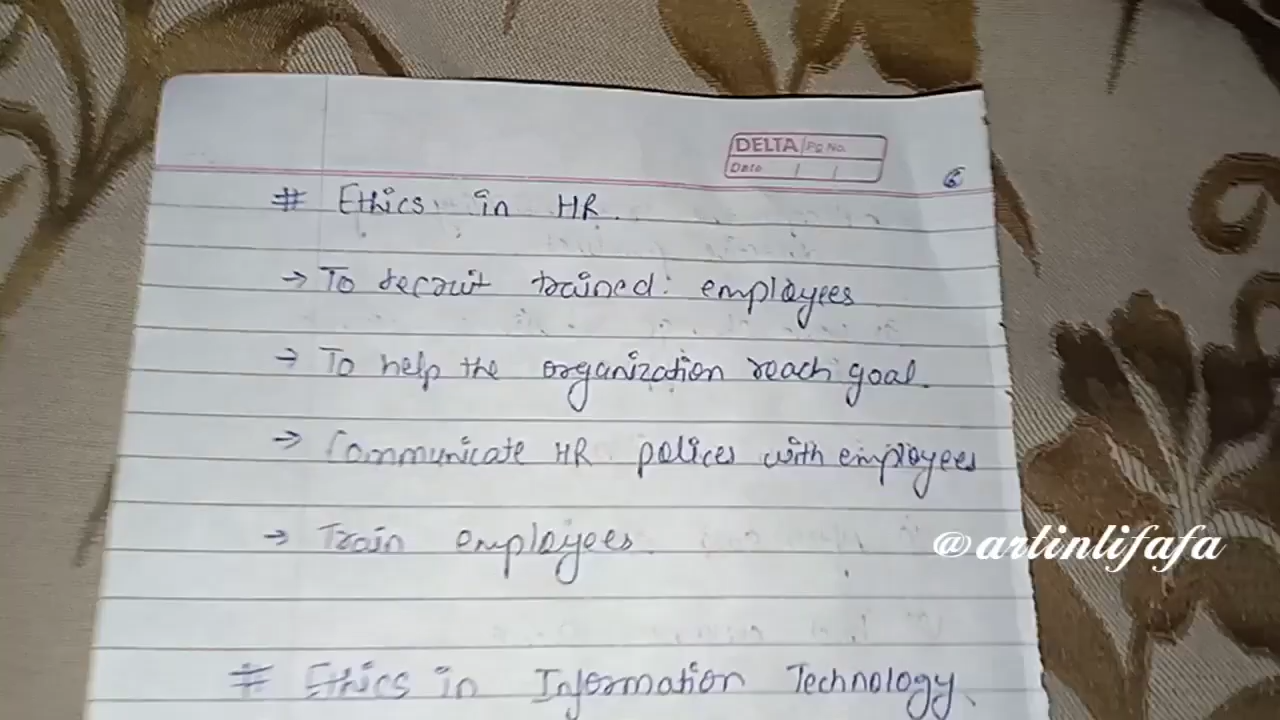 DELTA Pg No.
Date
6
# Ethics in HR.
→ To recruit trained employees
→ To help the organization reach goal.
→ Communicate HR polices with employees
→ Train employees.
@artinlifafa
# Ethics in Information Technology